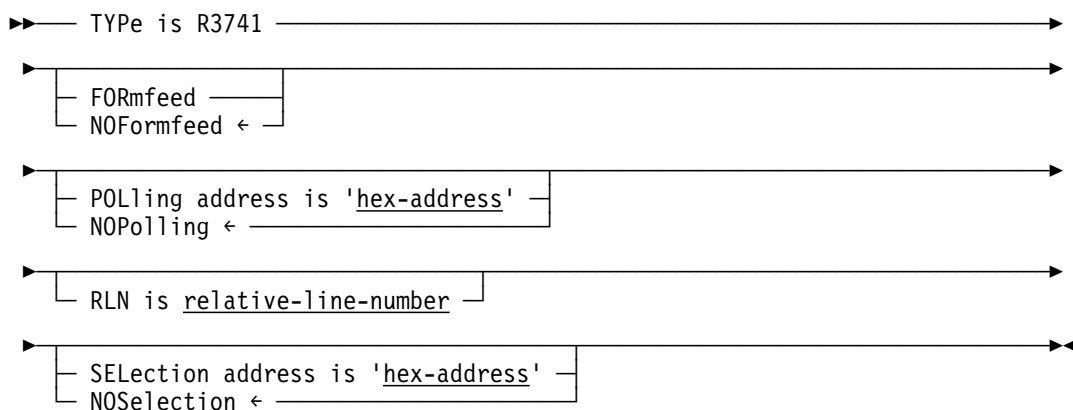 TYPe is R3741
FORmfeed
NOFormfeed ←
POLling address is 'hex-address'
NOPolling ←
RLN is relative-line-number
SELection address is 'hex-address'
NOSelection ←